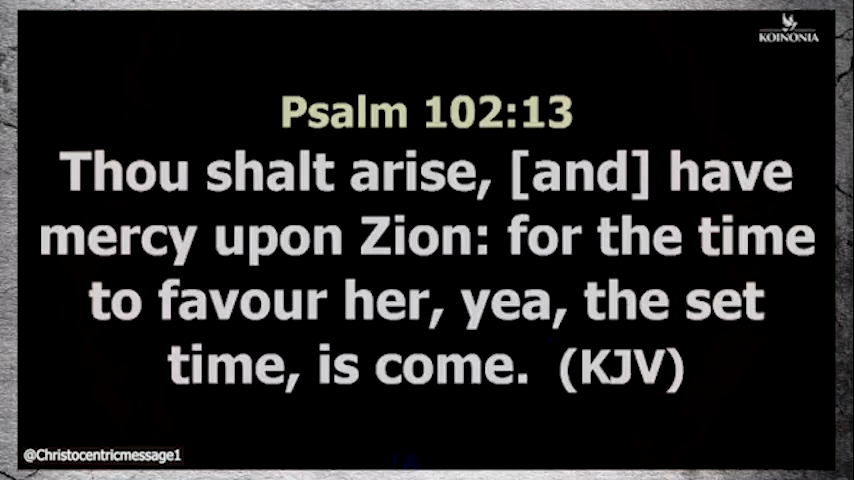 KOINONIA
Psalm 102:13
Thou shalt arise, [and] have
mercy upon Zion: for the time
to favour her, yea, the set
time, is come. (KJV)
@Christocentricmessage1